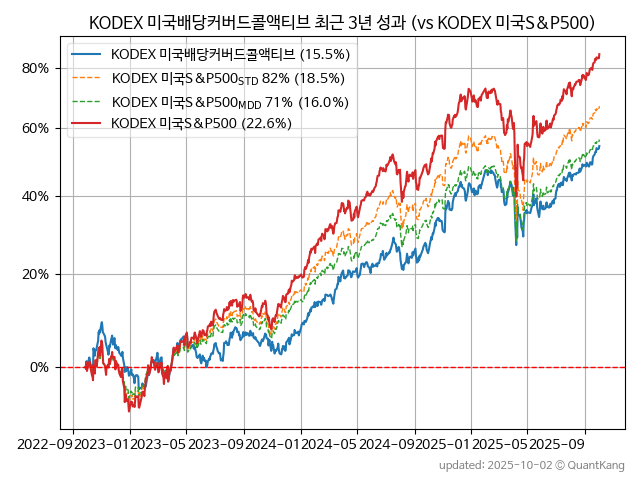 KODEX 미국배당커버드콜액티브 최근 3년 성과 (vs KODEX 미국S&P500)
KODEX 미국배당커버드콜액티브 (15.5%)
KODEX 미국S&P500STD 82% (18.5%)
KODEX 미국S&P500MDD 71% (16.0%)
KODEX 미국S&P500 (22.6%)
80%
60%
40%
20%
0%
2022-09 2023-01 2023-05 2023-09 2024-01 2024-05 2024-09 2025-01 2025-05 2025-09
updated: 2025-10-02 © QuantKang